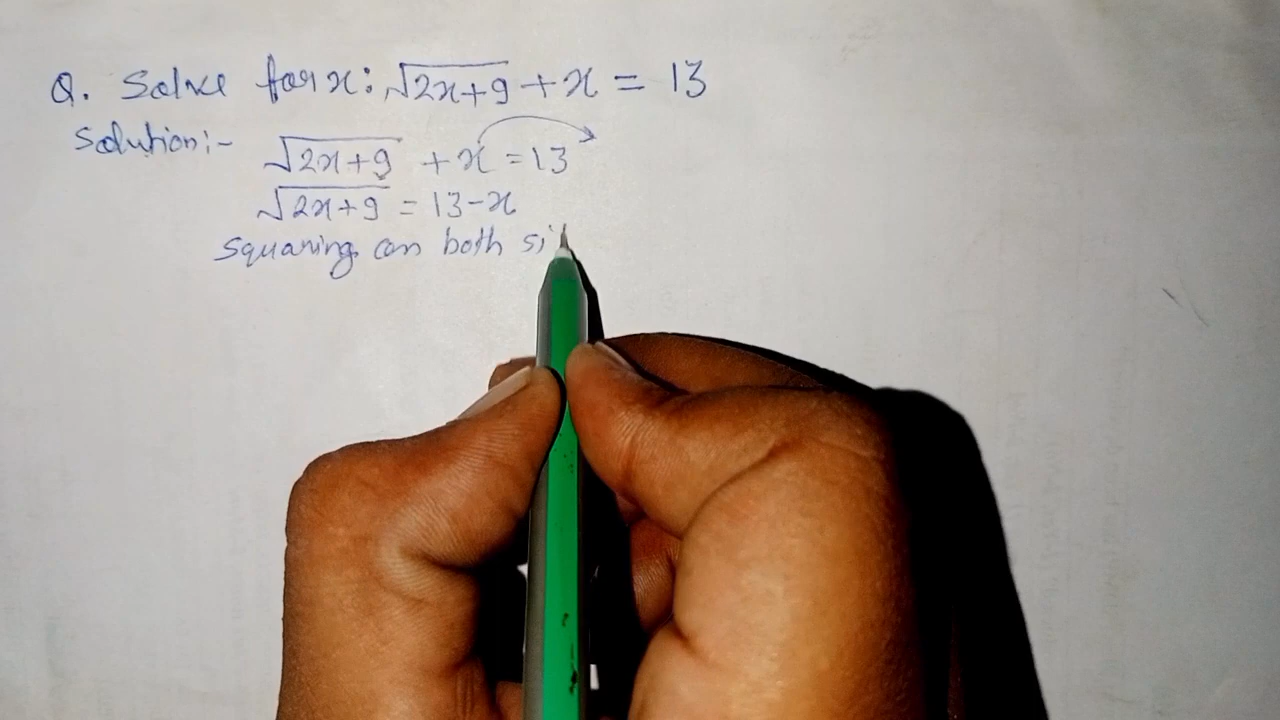 Q. Solve for x: √2x+9 + x = 13
Solution:-
√2x+9 + x = 13
√2x+9 = 13-x
Squaring on both si